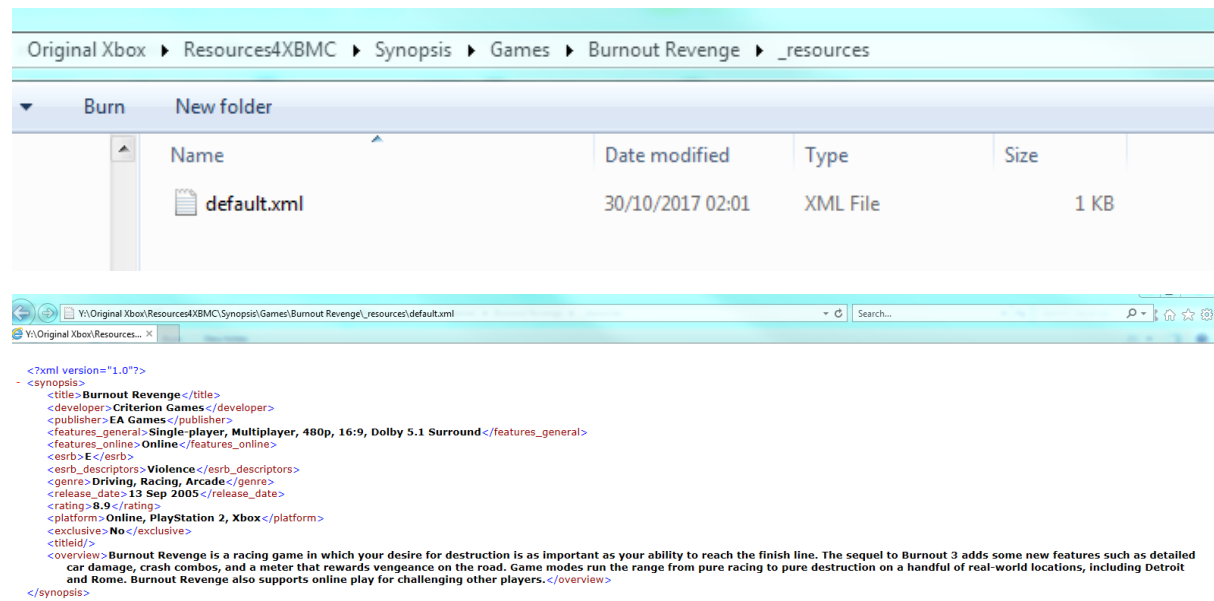 Original Xbox ▸ Resources4XBMC ▸ Synopsis ▸ Games ▸ Burnout Revenge ▸ _resources
Burn New folder
Name Date modified Type Size
default.xml 30/10/2017 02:01 XML File 1 KB
Y:\Original Xbox\Resources4XBMC\Synopsis\Games\Burnout Revenge\_resources\default.xml Search...
Y:\Original Xbox\Resources... ×
<?xml version="1.0"?>
- <synopsis>
<title>Burnout Revenge</title>
<developer>Criterion Games</developer>
<publisher>EA Games</publisher>
<features_general>Single-player, Multiplayer, 480p, 16:9, Dolby 5.1 Surround</features_general>
<features_online>Online</features_online>
<esrb>E</esrb>
<esrb_descriptors>Violence</esrb_descriptors>
<genre>Driving, Racing, Arcade</genre>
<release_date>13 Sep 2005</release_date>
<rating>8.9</rating>
<platform>Online, PlayStation 2, Xbox</platform>
<exclusive>No</exclusive>
<titleid/>
<overview>Burnout Revenge is a racing game in which your desire for destruction is as important as your ability to reach the finish line. The sequel to Burnout 3 adds some new features such as detailed
car damage, crash combos, and a meter that rewards vengeance on the road. Game modes run the range from pure racing to pure destruction on a handful of real-world locations, including Detroit
and Rome. Burnout Revenge also supports online play for challenging other players.</overview>
</synopsis>